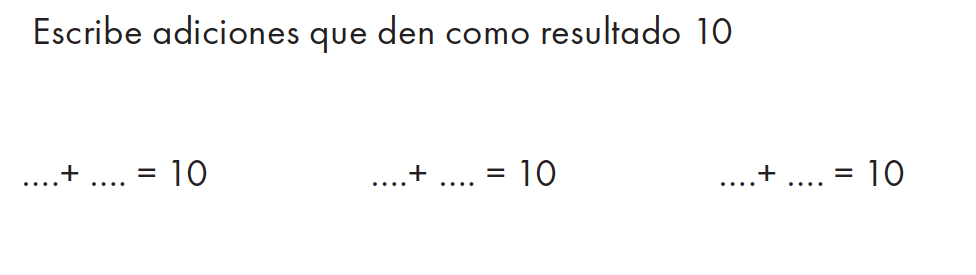 Escribe adiciones que den como resultado 10
....+ .... = 10 ....+ .... = 10 ....+ .... = 10